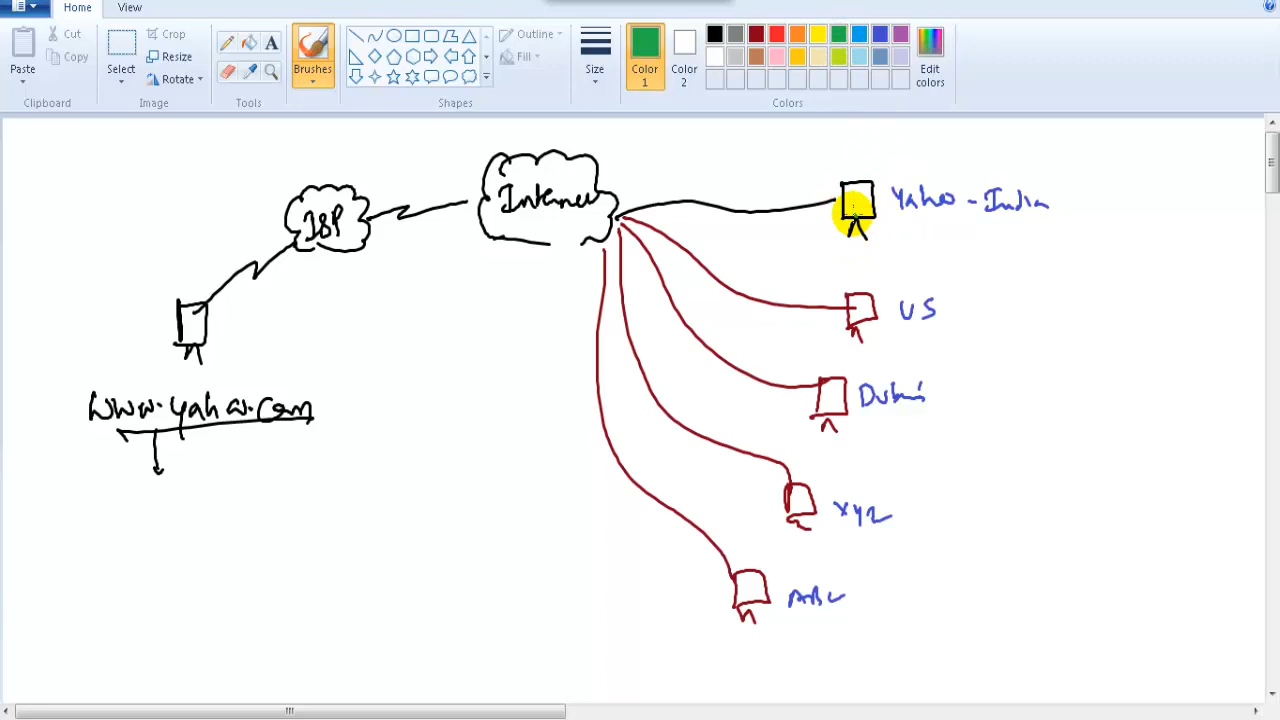 Home View
Paste
Cut
Copy
Clipboard
Select
Resize
Rotate
Image
Tools
Brushes
Shapes
Outline
Fill
Size
Color 1
Color 2
Edit colors
Colors
ISP
Internet
Yahoo - India
US
Dubai
XYZ
ABC
www.yahoo.com